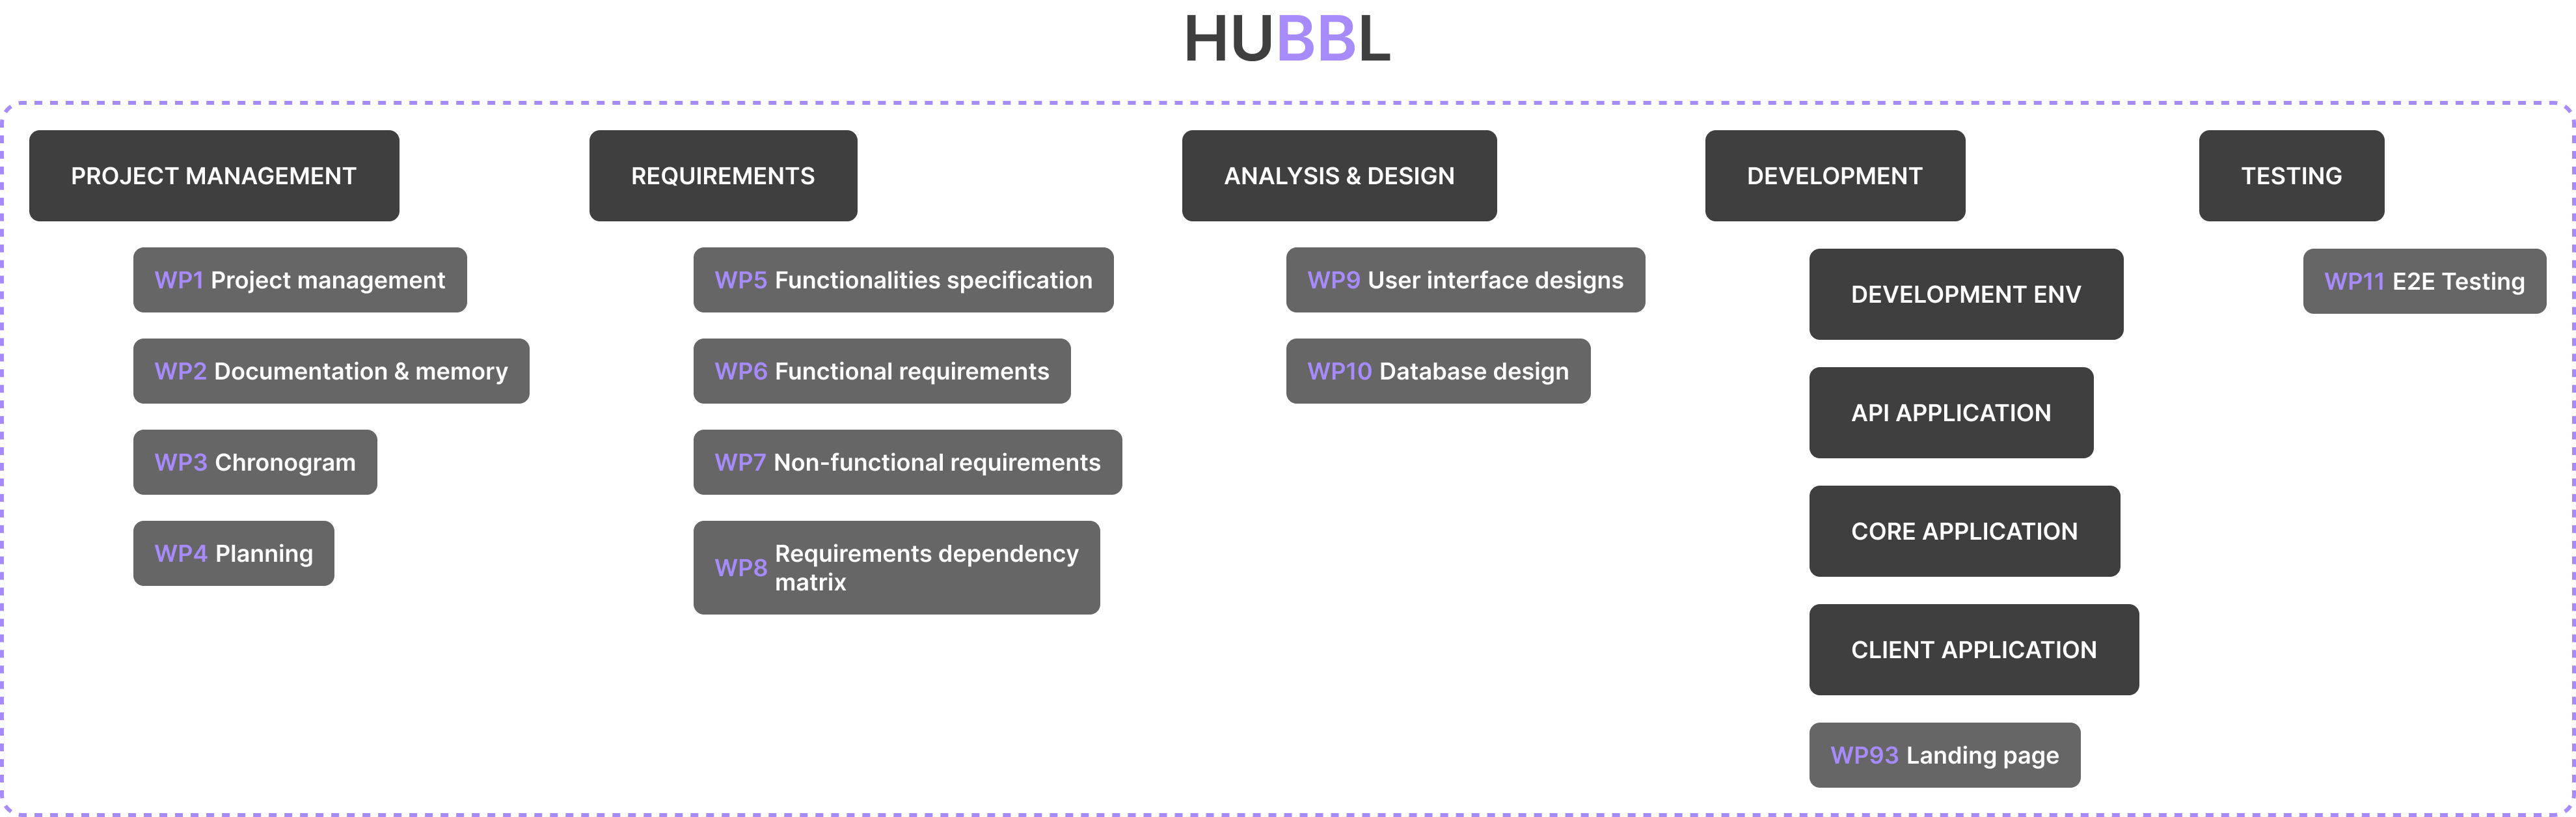 HUBBL
PROJECT MANAGEMENT
WP1 Project management
WP2 Documentation & memory
WP3 Chronogram
WP4 Planning
REQUIREMENTS
WP5 Functionalities specification
WP6 Functional requirements
WP7 Non-functional requirements
WP8 Requirements dependency
matrix
ANALYSIS & DESIGN
WP9 User interface designs
WP10 Database design
DEVELOPMENT
DEVELOPMENT ENV
API APPLICATION
CORE APPLICATION
CLIENT APPLICATION
WP93 Landing page
TESTING
WP11 E2E Testing